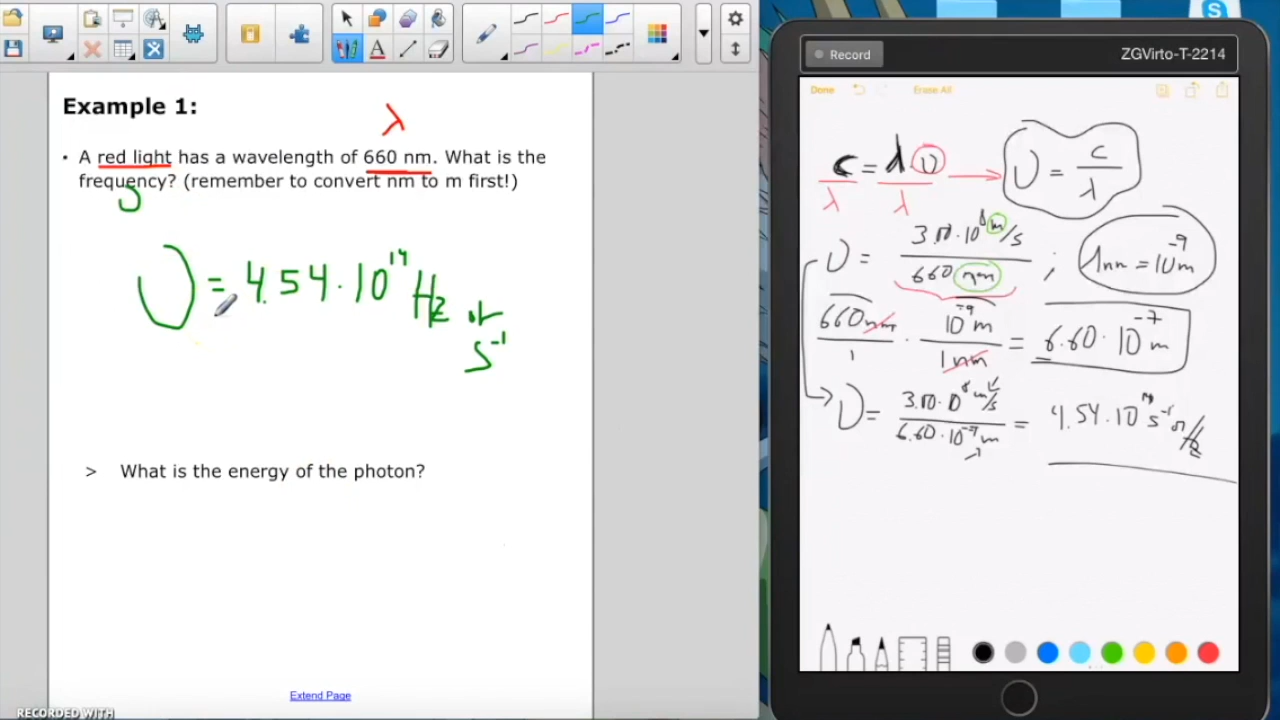 Example 1:
λ
• A red light has a wavelength of 660 nm. What is the
frequency? (remember to convert nm to m first!)
υ
υ = 4.54 · 10¹⁴ Hz or
s⁻¹
> What is the energy of the photon?
Extend Page
RECORDED WITH
Record
ZGVirto-T-2214
Done
Erase All
c/λ = λ·υ/λ → υ = c/λ
υ = 3.00·10⁸ m/s / 660 nm ; 1nm = 10⁻⁹ m
660 nm / 1 · 10⁻⁹ m / 1 nm = 6.60 · 10⁻⁷ m
υ = 3.00·10⁸ m/s / 6.60·10⁻⁷ m = 4.54·10¹⁴ s⁻¹ or Hz